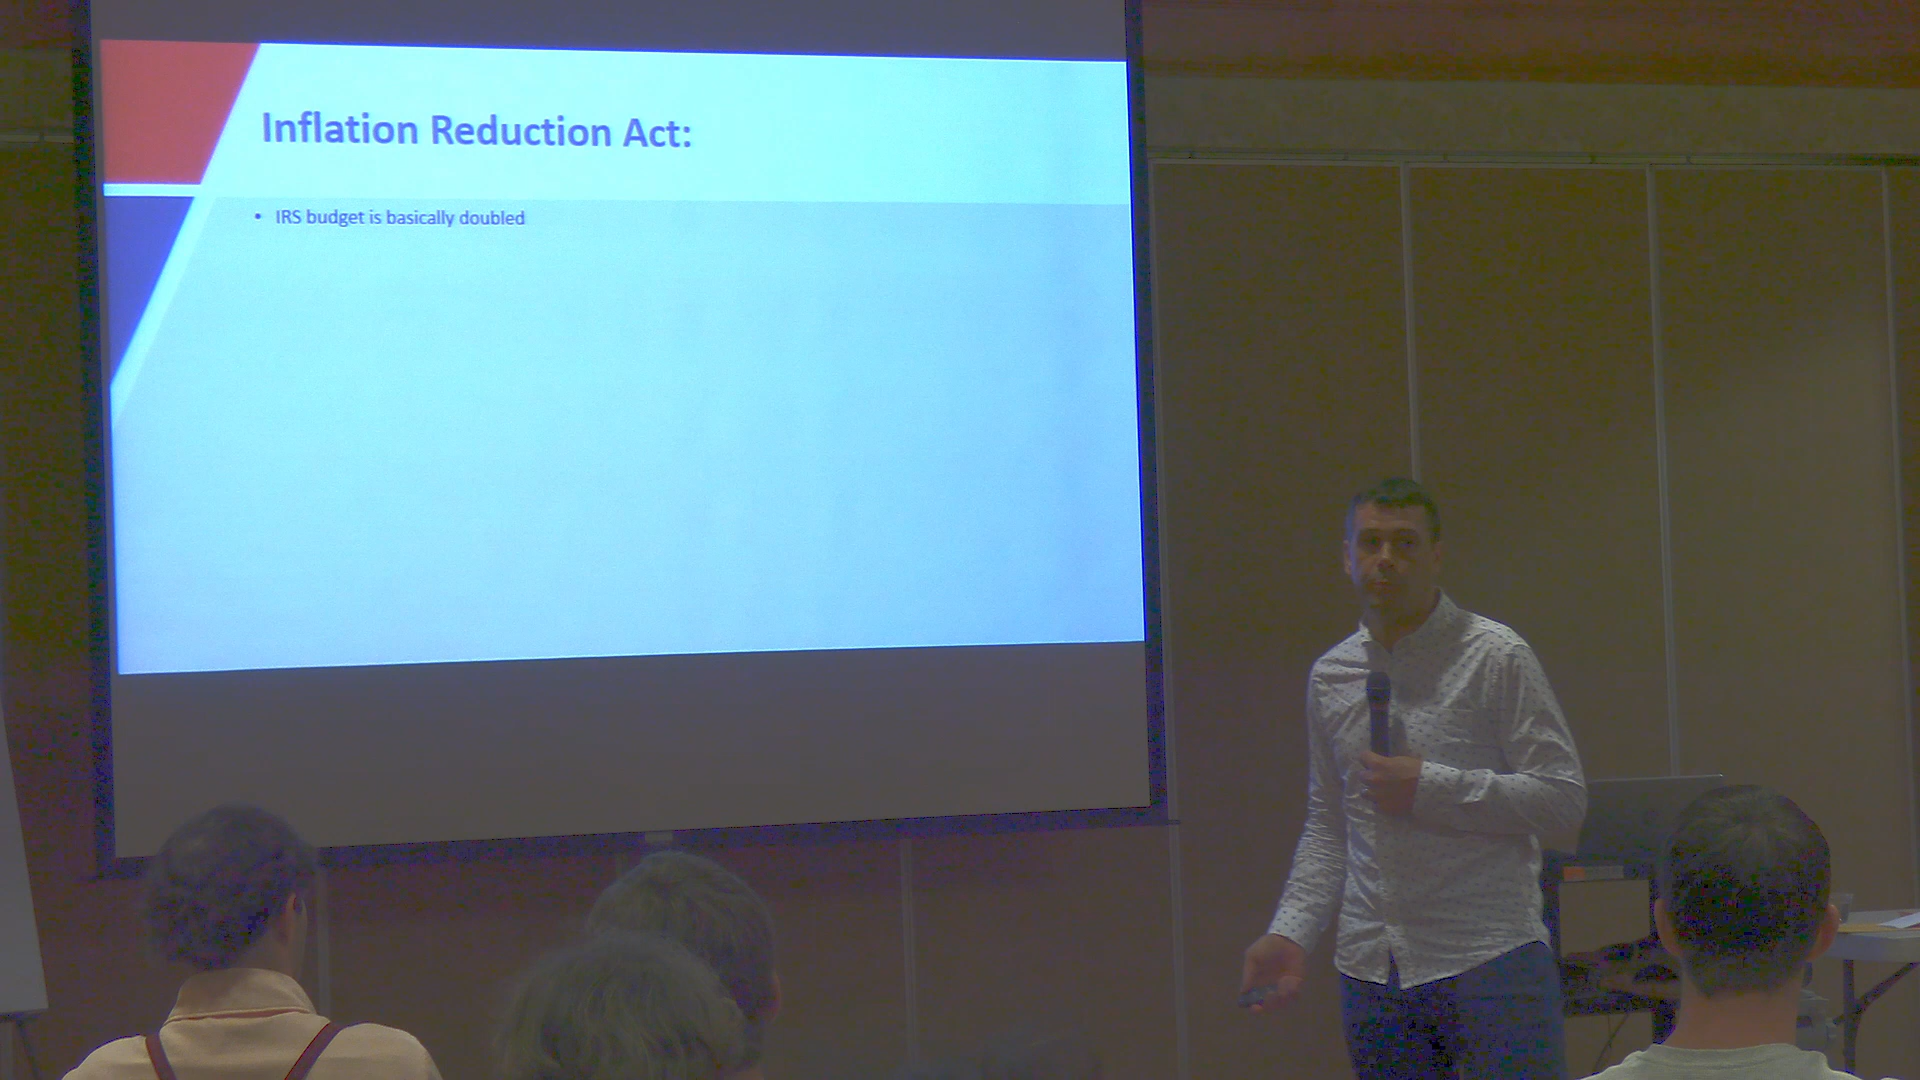 Inflation Reduction Act:
• IRS budget is basically doubled